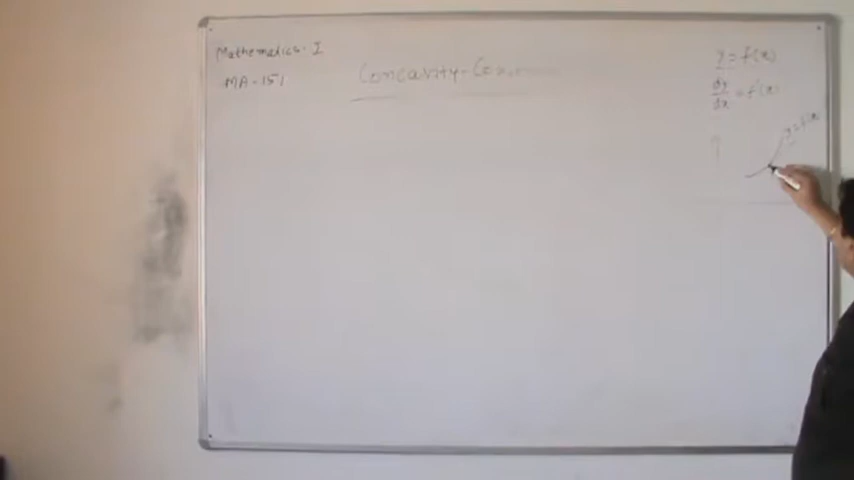 Mathematics-I
MA-151
Concavity-Con
y = f(x)
dy/dx = f'(x)
y=f(x)